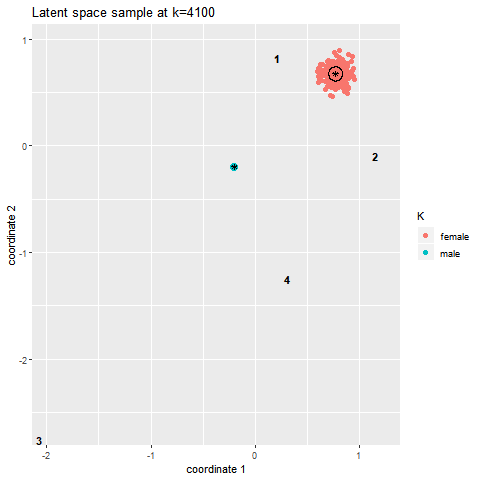 Latent space sample at k=4100
1
1
0
2
-1
4
-2
3
-2
-1
0
1
coordinate 1
coordinate 2
K
female
male